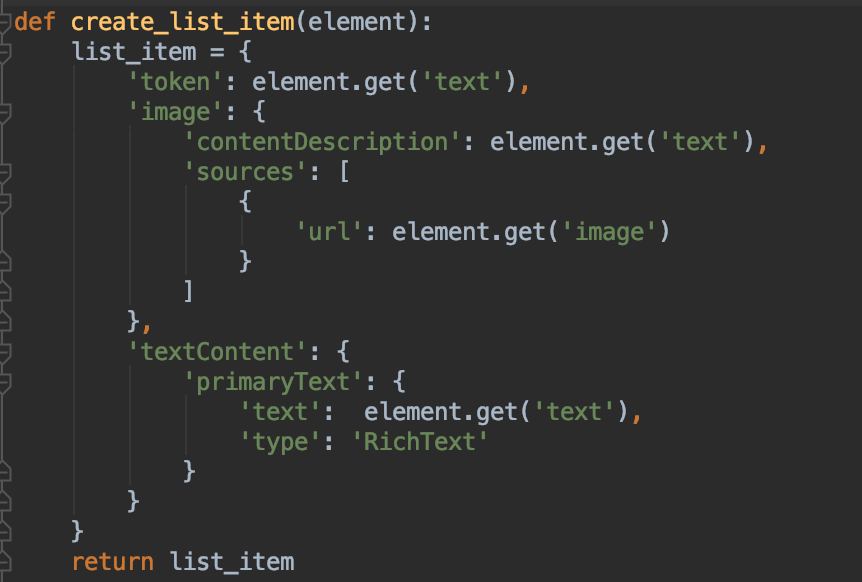 def create_list_item(element):
    list_item = {
        'token': element.get('text'),
        'image': {
            'contentDescription': element.get('text'),
            'sources': [
                {
                    'url': element.get('image')
                }
            ]
        },
        'textContent': {
            'primaryText': {
                'text':  element.get('text'),
                'type': 'RichText'
            }
        }
    }
    return list_item